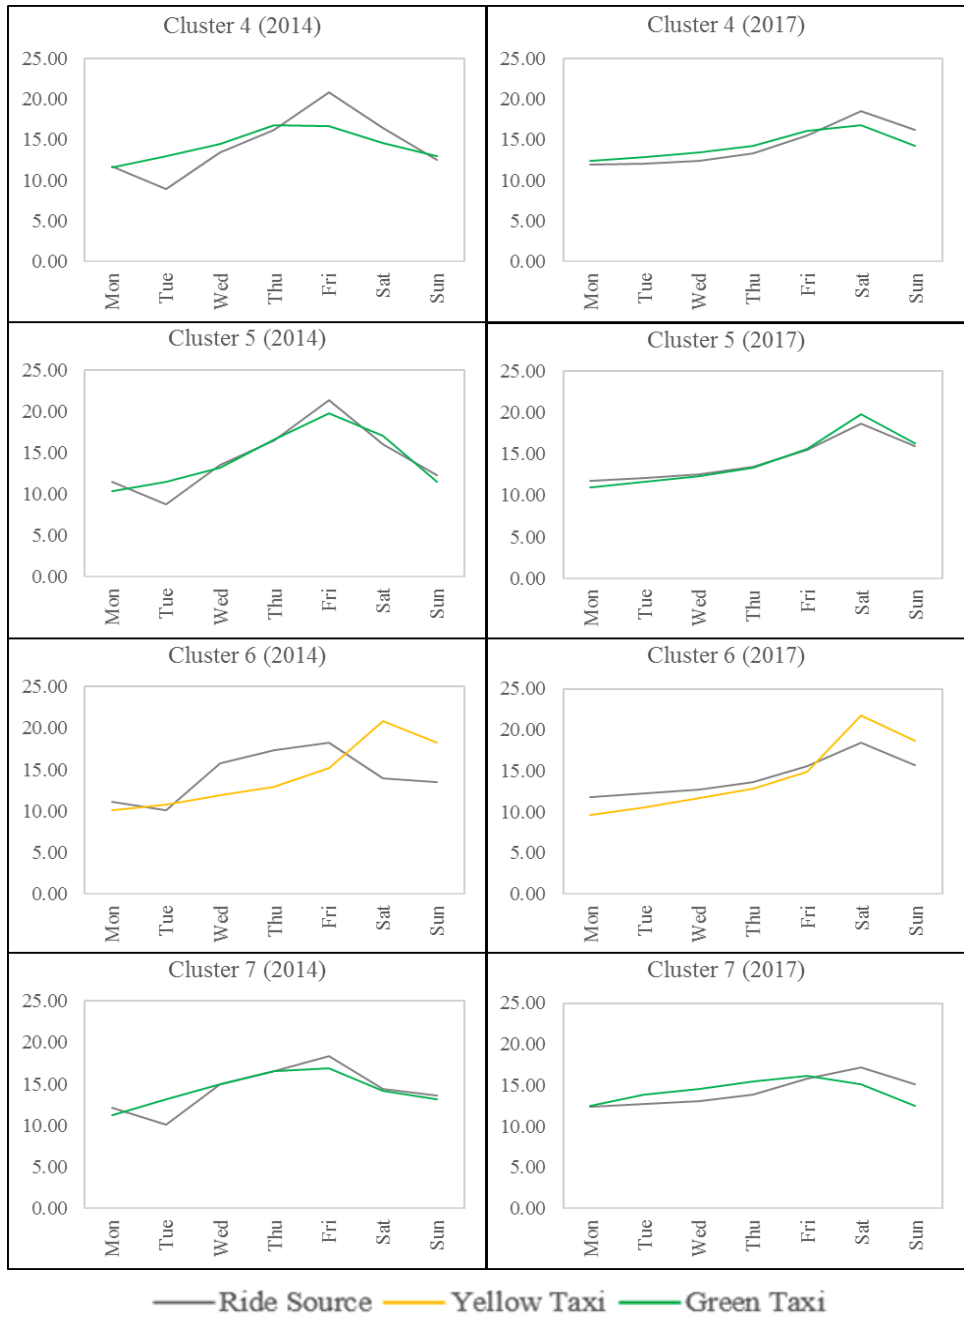 Cluster 4 (2014)
25.00
20.00
15.00
10.00
5.00
0.00
Mon
Tue
Wed
Thu
Fri
Sat
Sun
Cluster 4 (2017)
25.00
20.00
15.00
10.00
5.00
0.00
Mon
Tue
Wed
Thu
Fri
Sat
Sun
Cluster 5 (2014)
25.00
20.00
15.00
10.00
5.00
0.00
Mon
Tue
Wed
Thu
Fri
Sat
Sun
Cluster 5 (2017)
25.00
20.00
15.00
10.00
5.00
0.00
Mon
Tue
Wed
Thu
Fri
Sat
Sun
Cluster 6 (2014)
25.00
20.00
15.00
10.00
5.00
0.00
Mon
Tue
Wed
Thu
Fri
Sat
Sun
Cluster 6 (2017)
25.00
20.00
15.00
10.00
5.00
0.00
Mon
Tue
Wed
Thu
Fri
Sat
Sun
Cluster 7 (2014)
25.00
20.00
15.00
10.00
5.00
0.00
Mon
Tue
Wed
Thu
Fri
Sat
Sun
Cluster 7 (2017)
25.00
20.00
15.00
10.00
5.00
0.00
Mon
Tue
Wed
Thu
Fri
Sat
Sun
Ride Source Yellow Taxi Green Taxi